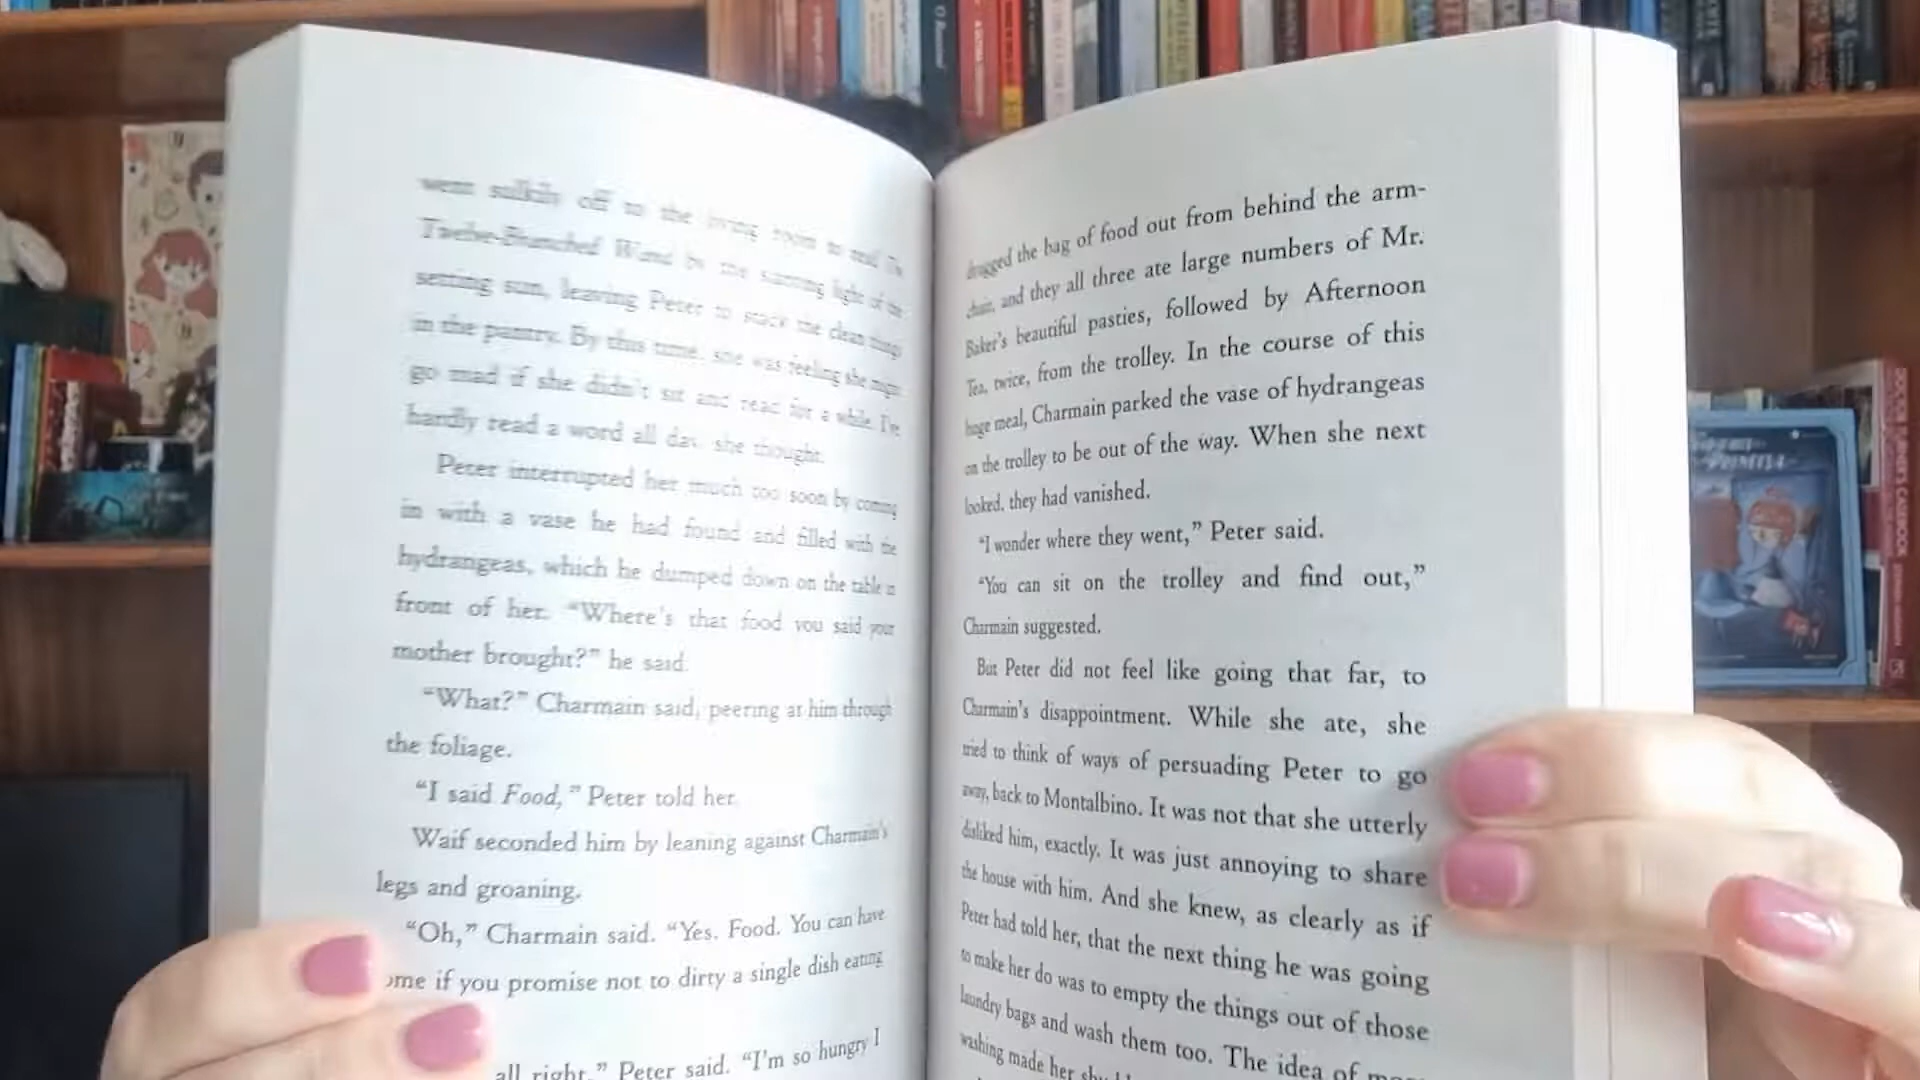 went sulkily off to the living room to read The
Twelve-Branched Wand by the slanting light of the
setting sun, leaving Peter to stack the clean things
in the pantry. By this time, she was feeling she might
go mad if she didn't sit and read for a while. I've
hardly read a word all day, she thought.
Peter interrupted her much too soon by coming
in with a vase he had found and filled with the
hydrangeas, which he dumped down on the table in
front of her. “Where's that food you said your
mother brought?” he said.
“What?” Charmain said, peering at him through
the foliage.
“I said Food,” Peter told her.
Waif seconded him by leaning against Charmain's
legs and groaning.
“Oh,” Charmain said. “Yes. Food. You can have
ome if you promise not to dirty a single dish eating
all right,” Peter said. “I'm so hungry I
dragged the bag of food out from behind the arm-
chair, and they all three ate large numbers of Mr.
Baker's beautiful pasties, followed by Afternoon
Tea, twice, from the trolley. In the course of this
huge meal, Charmain parked the vase of hydrangeas
on the trolley to be out of the way. When she next
looked, they had vanished.
“I wonder where they went,” Peter said.
“You can sit on the trolley and find out,”
Charmain suggested.
But Peter did not feel like going that far, to
Charmain's disappointment. While she ate, she
tried to think of ways of persuading Peter to go
away, back to Montalbino. It was not that she utterly
disliked him, exactly. It was just annoying to share
the house with him. And she knew, as clearly as if
Peter had told her, that the next thing he was going
to make her do was to empty the things out of those
laundry bags and wash them too. The idea of
washing made her